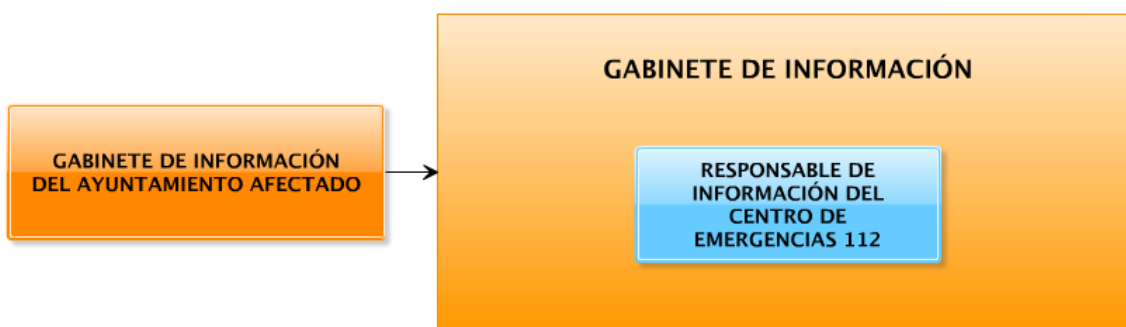 GABINETE DE INFORMACIÓN
GABINETE DE INFORMACIÓN
DEL AYUNTAMIENTO AFECTADO
RESPONSABLE DE
INFORMACIÓN DEL
CENTRO DE
EMERGENCIAS 112